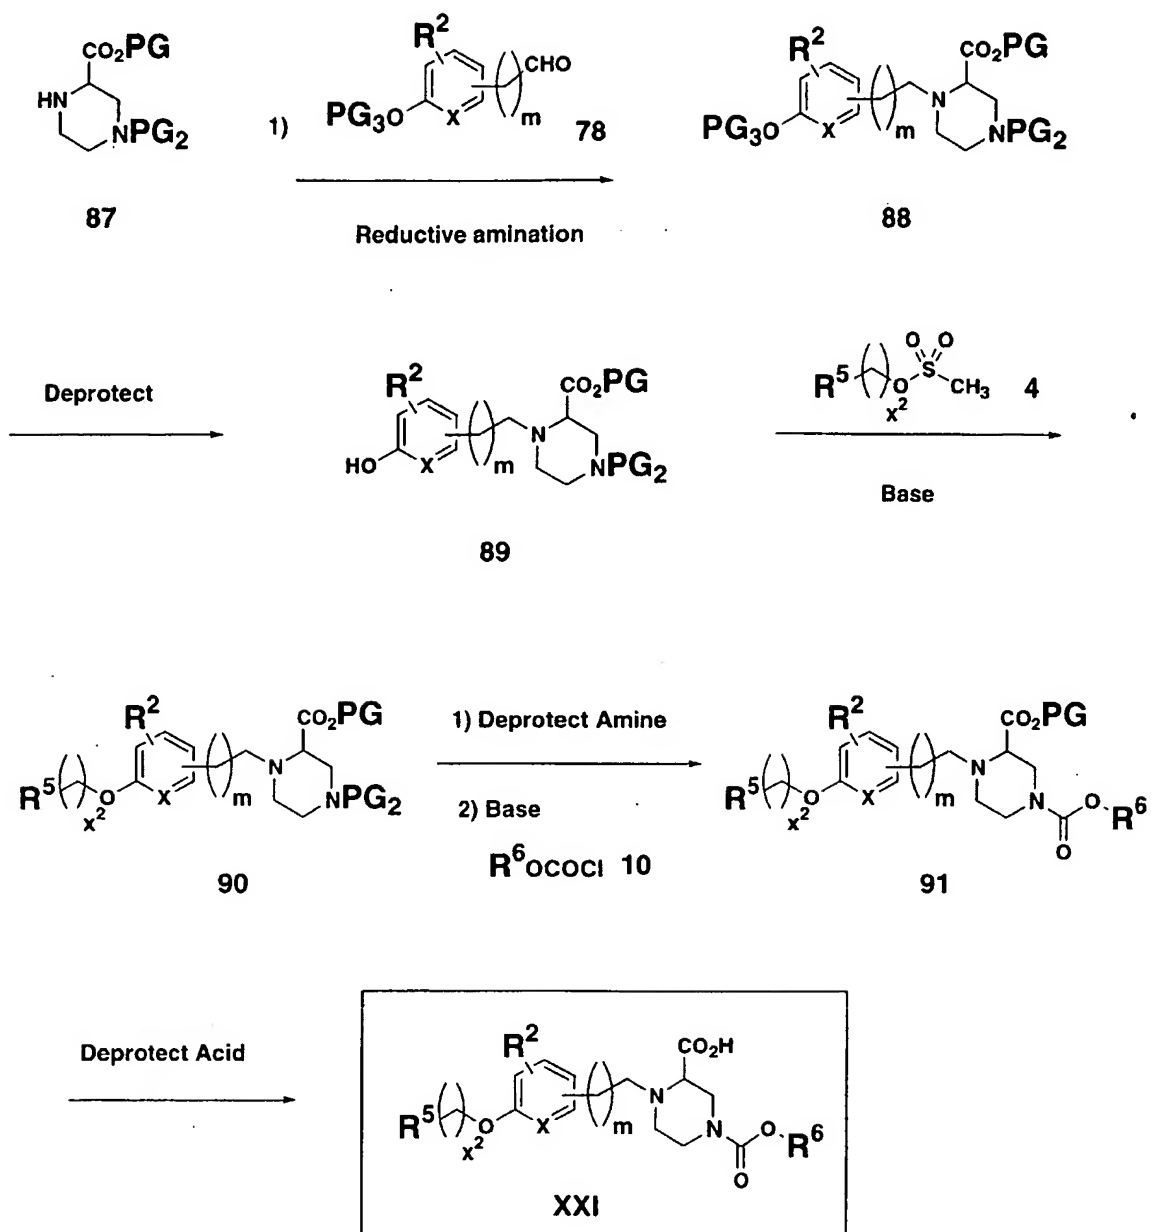 CO₂PG
HN
NPG₂
87
1)
R²
( )m CHO
PG₃O X
78
Reductive amination
R²
CO₂PG
PG₃O X ( )m N
NPG₂
88
Deprotect
R²
CO₂PG
HO X ( )m N
NPG₂
89
R⁵ ( )x² O S O O CH₃ 4
Base
R²
CO₂PG
R⁵ ( )x² O X ( )m N
NPG₂
90
1) Deprotect Amine
2) Base
R⁶OCOCl 10
R²
CO₂PG
R⁵ ( )x² O X ( )m N
N O R⁶
O
91
Deprotect Acid
R²
CO₂H
R⁵ ( )x² O X ( )m N
N O R⁶
O
XXI